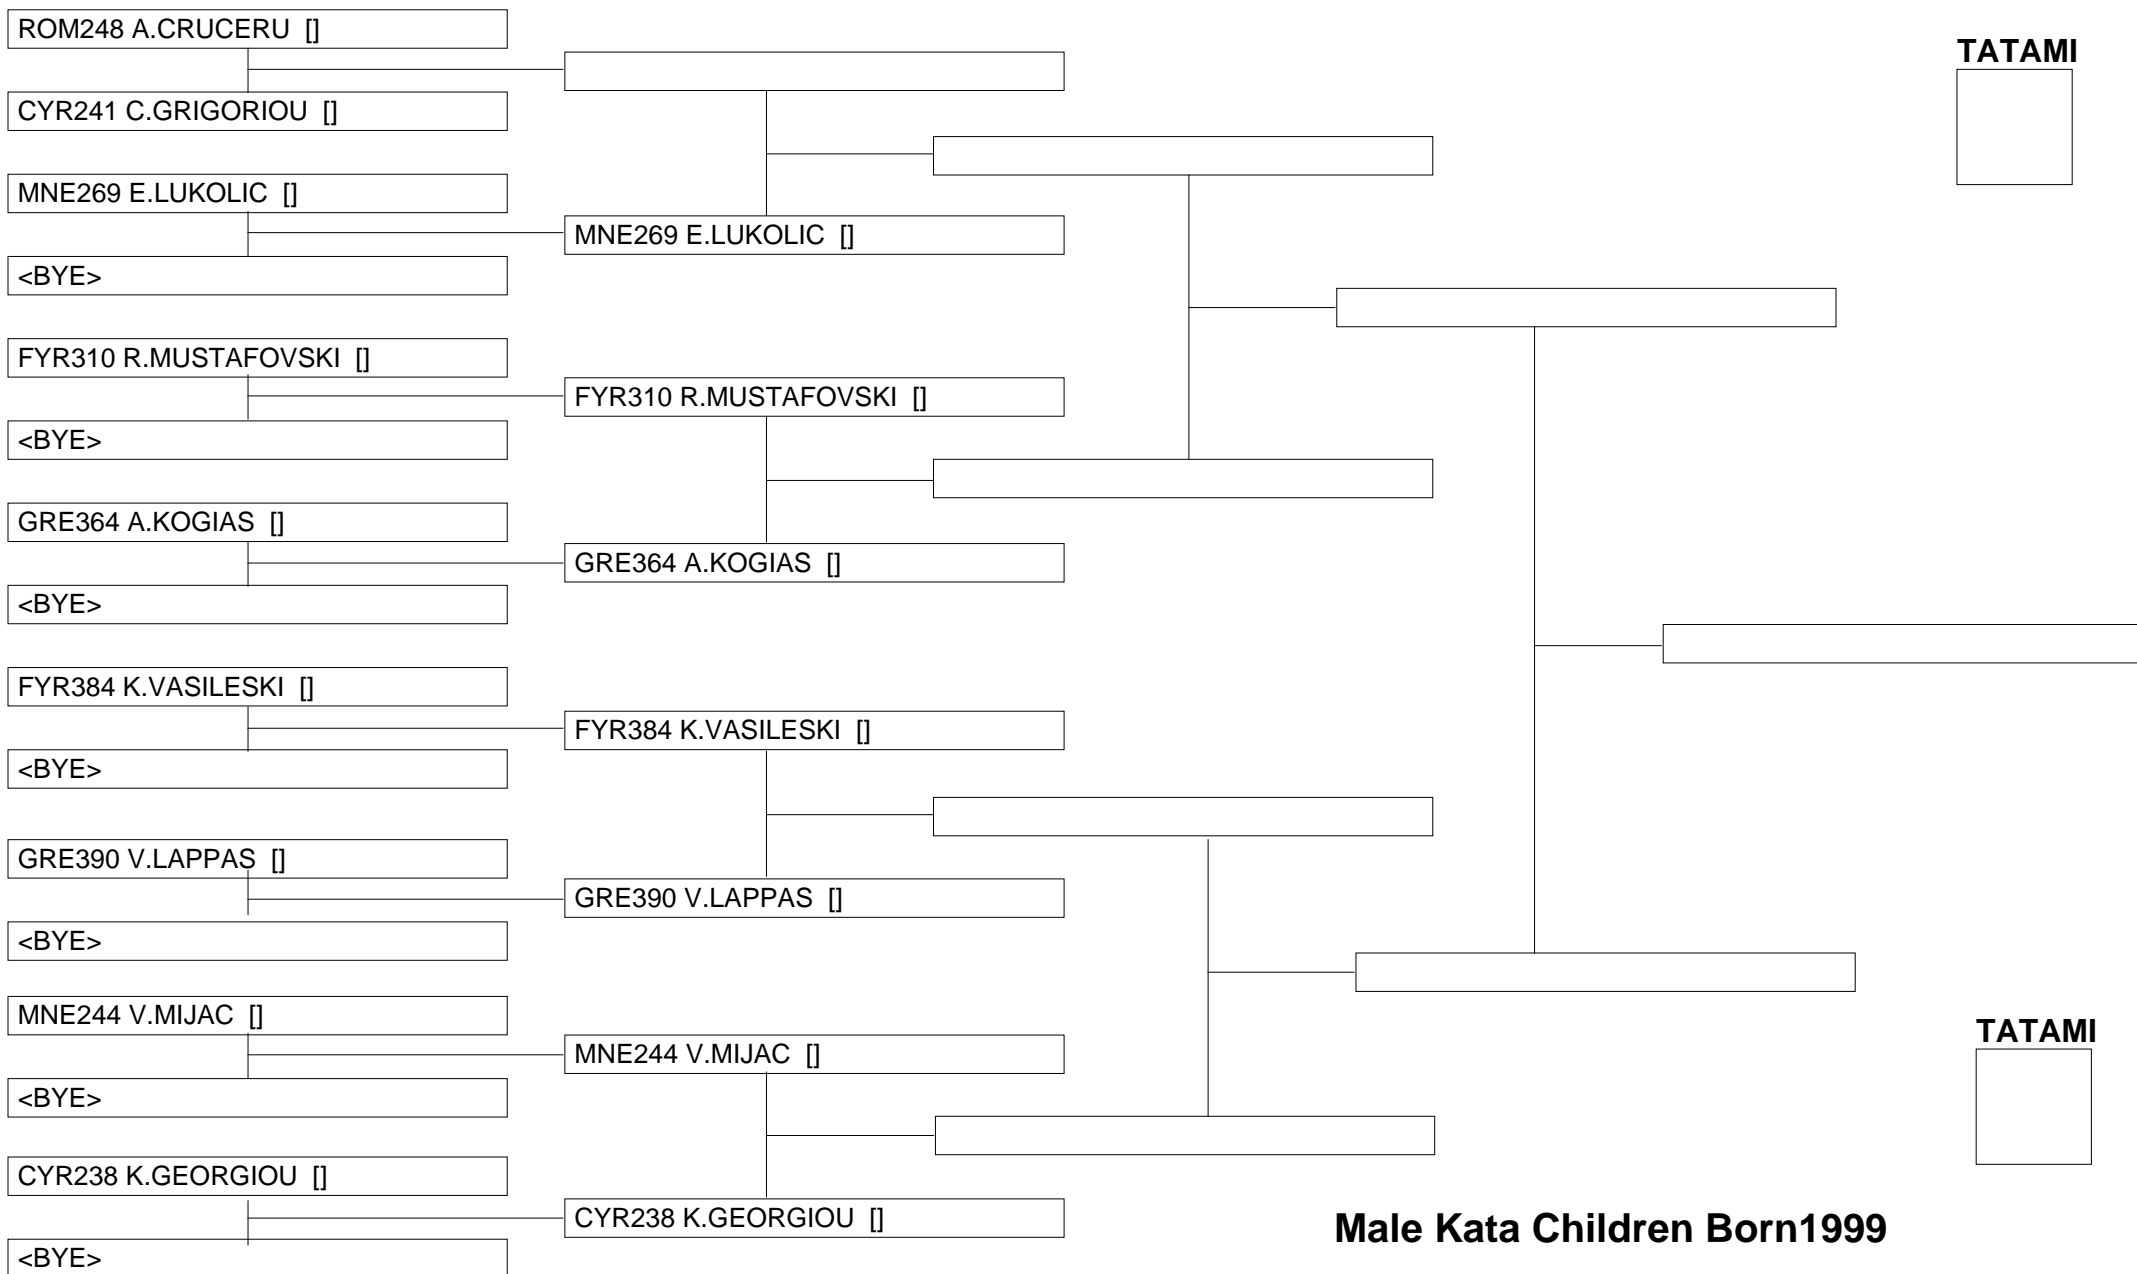 ROM248 A.CRUCERU []
CYR241 C.GRIGORIOU []
MNE269 E.LUKOLIC []
<BYE>
FYR310 R.MUSTAFOVSKI []
<BYE>
GRE364 A.KOGIAS []
<BYE>
FYR384 K.VASILESKI []
<BYE>
GRE390 V.LAPPAS []
<BYE>
MNE244 V.MIJAC []
<BYE>
CYR238 K.GEORGIOU []
<BYE>
MNE269 E.LUKOLIC []
FYR310 R.MUSTAFOVSKI []
GRE364 A.KOGIAS []
FYR384 K.VASILESKI []
GRE390 V.LAPPAS []
MNE244 V.MIJAC []
CYR238 K.GEORGIOU []
TATAMI
TATAMI
Male Kata Children Born1999